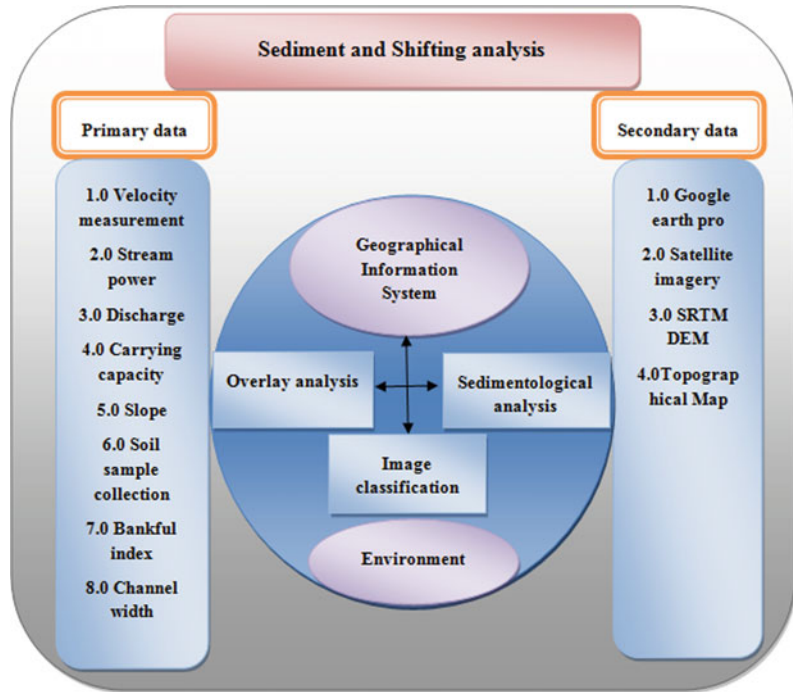 Sediment and Shifting analysis
Primary data
1.0 Velocity
measurement
2.0 Stream
power
3.0 Discharge
4.0 Carrying
capacity
5.0 Slope
6.0 Soil
sample
collection
7.0 Bankful
index
8.0 Channel
width
Geographical
Information
System
Overlay analysis
Sedimentological
analysis
Image
classification
Environment
Secondary data
1.0 Google
earth pro
2.0 Satellite
imagery
3.0 SRTM
DEM
4.0Topograp
hical Map